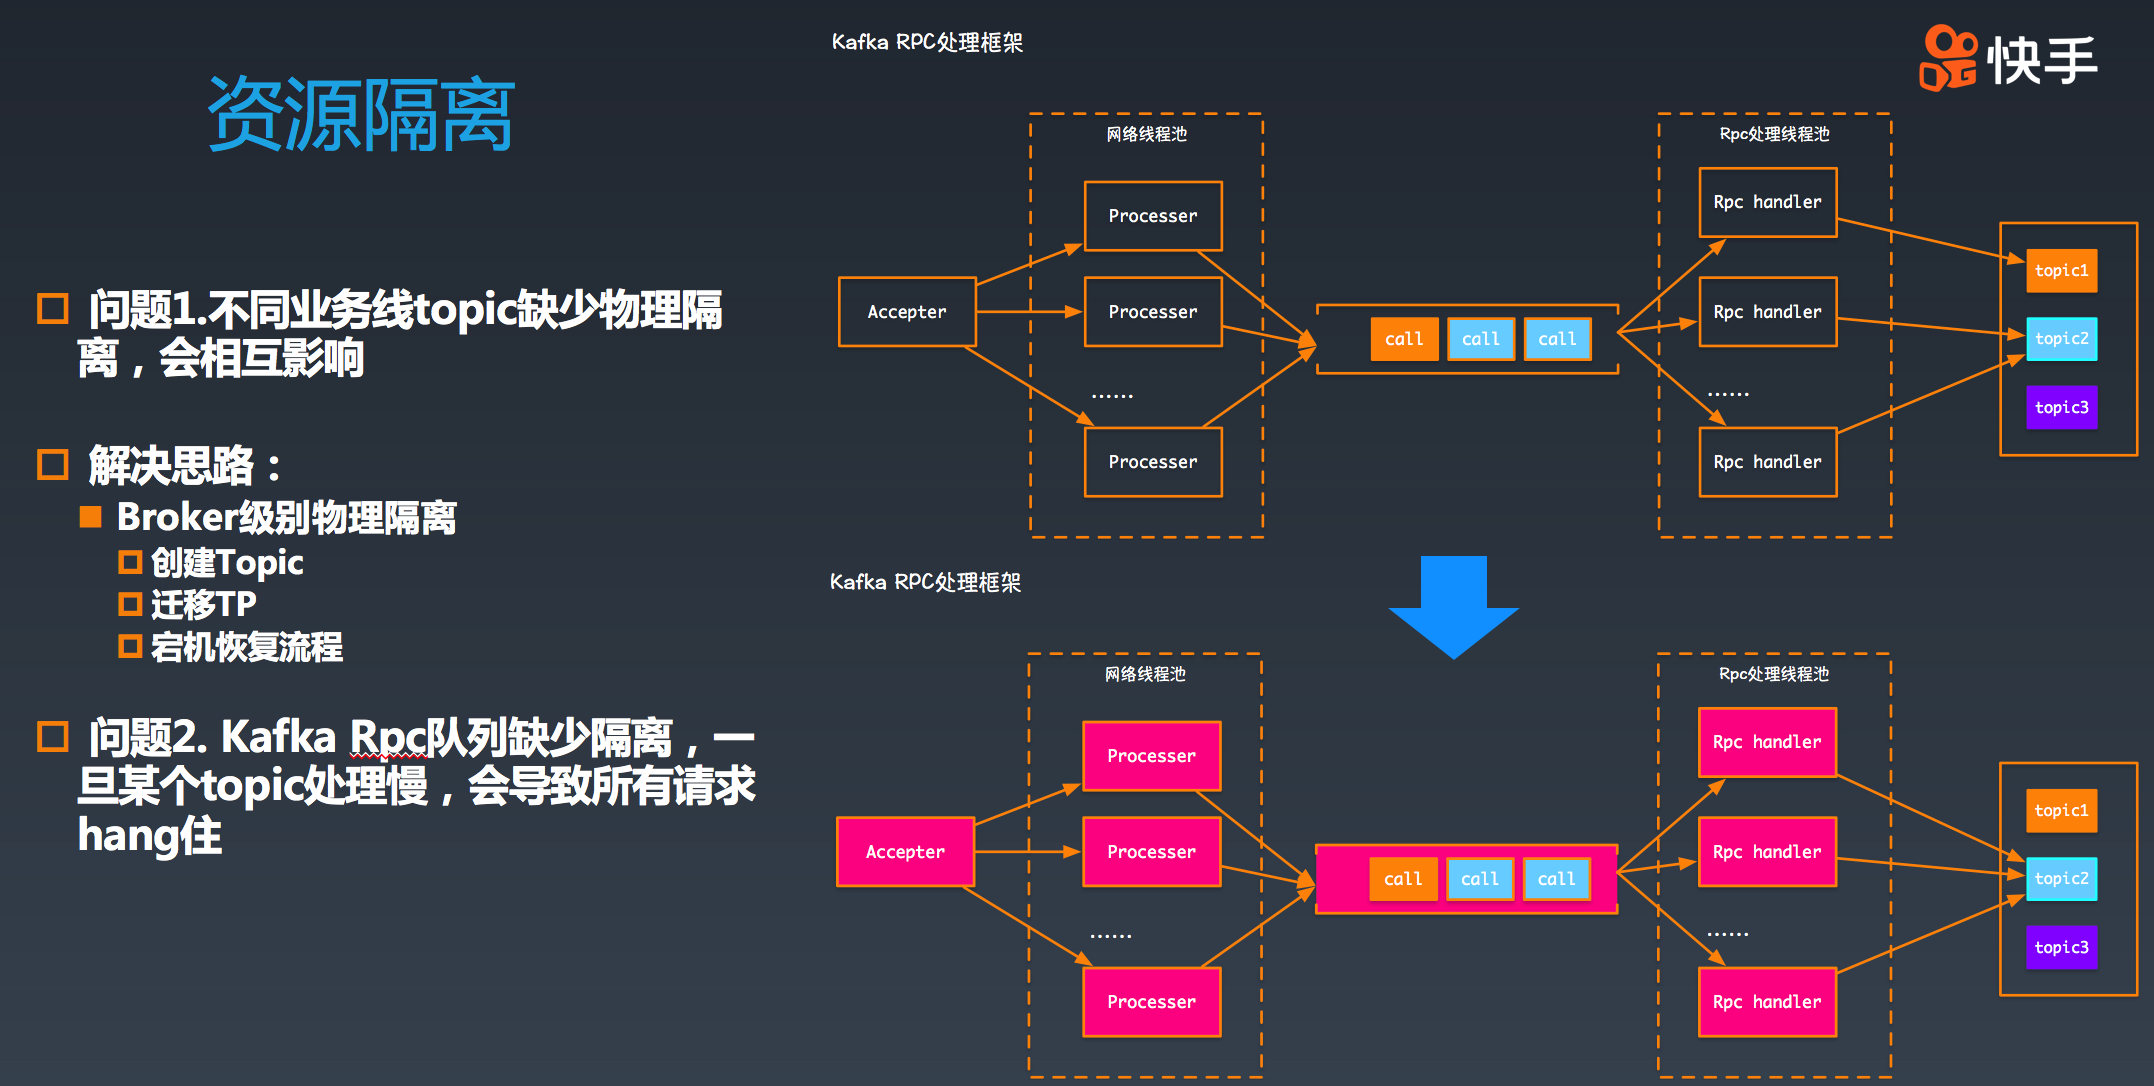 资源隔离
问题1.不同业务线topic缺少物理隔
离，会相互影响
解决思路：
Broker级别物理隔离
创建Topic
迁移TP
宕机恢复流程
问题2. Kafka Rpc队列缺少隔离，一
旦某个topic处理慢，会导致所有请求
hang住
Kafka RPC处理框架
快手
网络线程池
Rpc处理线程池
Processer
Rpc handler
Accepter
Processer
call
call
call
Rpc handler
topic1
topic2
topic3
......
......
Processer
Rpc handler
Kafka RPC处理框架
网络线程池
Rpc处理线程池
Processer
Rpc handler
Accepter
Processer
call
call
call
Rpc handler
topic1
topic2
topic3
......
......
Processer
Rpc handler